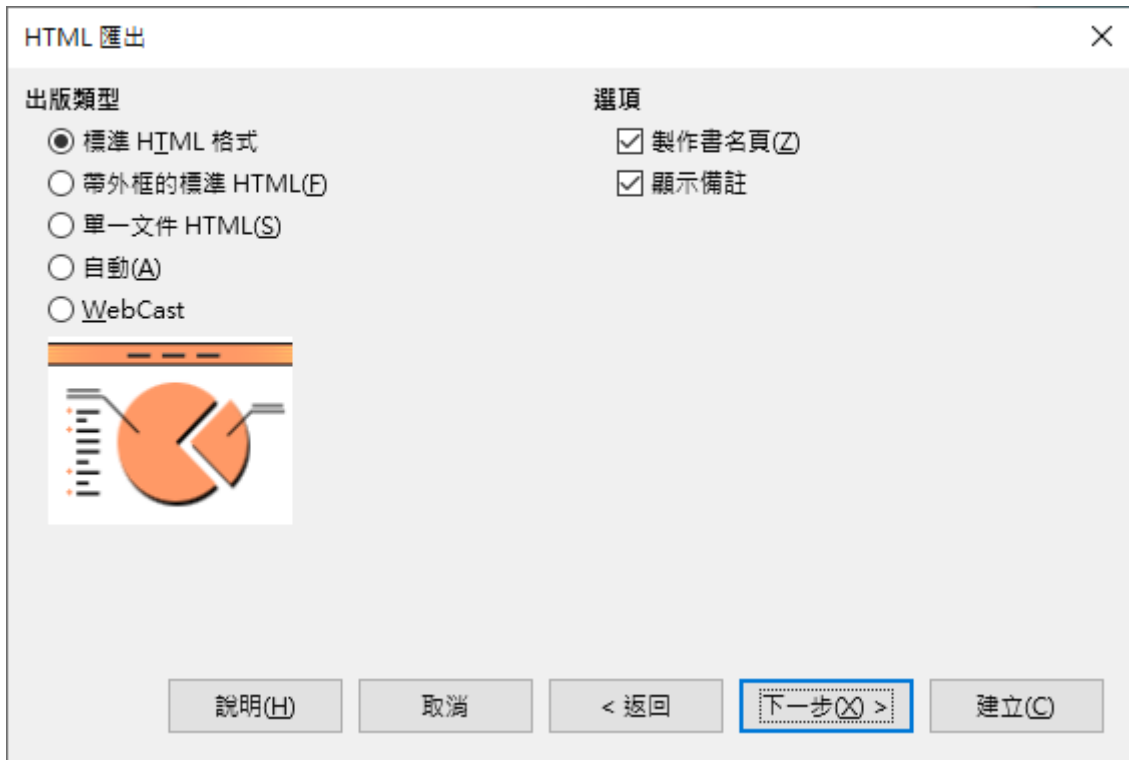 HTML 匯出
出版類型
標準 HTML 格式
帶外框的標準 HTML(F)
單一文件 HTML(S)
自動(A)
WebCast
選項
製作書名頁(Z)
顯示備註
說明(H)
取消
< 返回
下一步(X) >
建立(C)